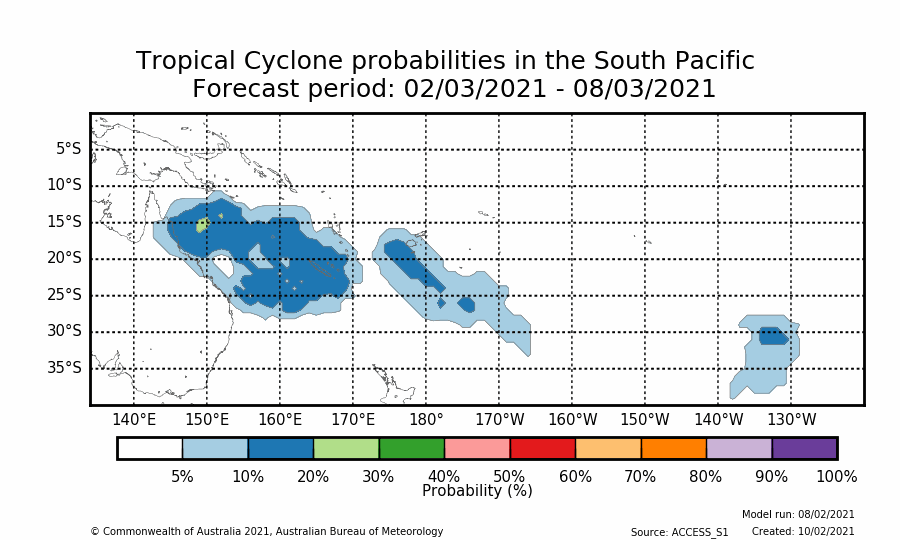 Tropical Cyclone probabilities in the South Pacific
Forecast period: 02/03/2021 - 08/03/2021
5°S
10°S
15°S
20°S
25°S
30°S
35°S
140°E 150°E 160°E 170°E 180° 170°W 160°W 150°W 140°W 130°W
5% 10% 20% 30% 40% 50% 60% 70% 80% 90% 100%
Probability (%)
Model run: 08/02/2021
© Commonwealth of Australia 2021, Australian Bureau of Meteorology Source: ACCESS_S1 Created: 10/02/2021